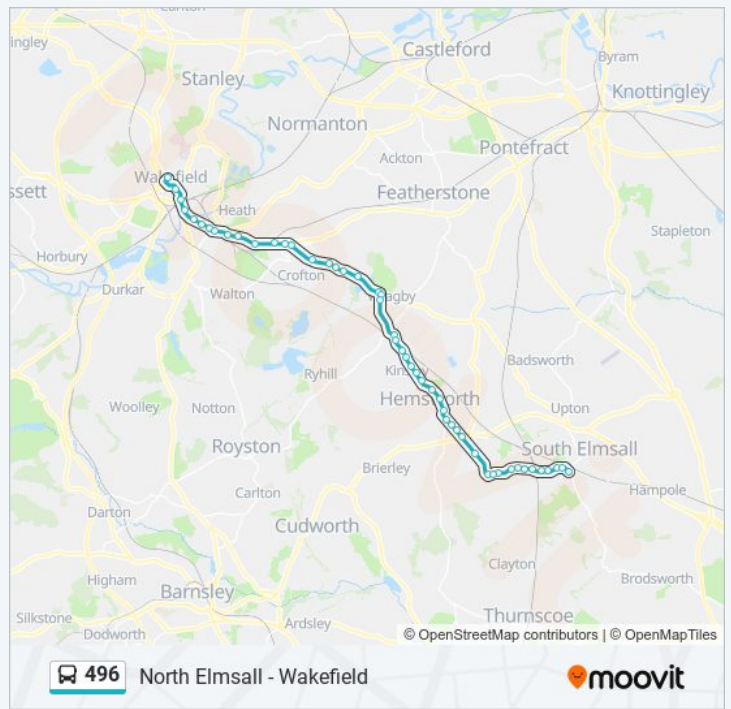 Castleford
Stanley
Byram
Knottingley
Normanton
Pontefract
Ackton
Wakefield
Featherstone
Heath
Stapleton
Horbury
Crofton
Durkar
Walton
Badsworth
Ryhill
Hemsworth
Woolley
Notton
Upton
Royston
South Elmsall
Brierley
Carlton
Hampole
Darton
Cudworth
Clayton
Higham
Brodsworth
Barnsley
Silkstone
Ardsley
Thurnscoe
Dodworth
© OpenStreetMap contributors | © OpenMapTiles
496 North Elmsall - Wakefield
moovit